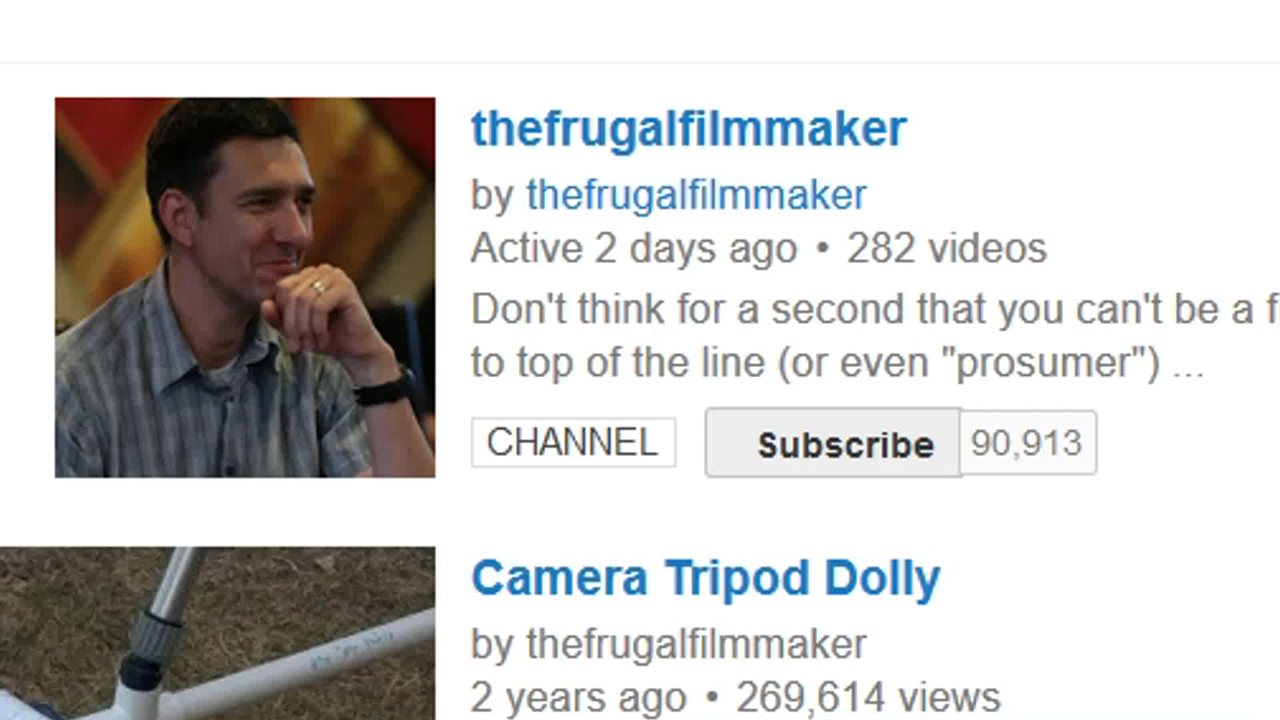 thefrugalfilmmaker
by thefrugalfilmmaker
Active 2 days ago • 282 videos
Don't think for a second that you can't be a f
to top of the line (or even "prosumer") ...
CHANNEL Subscribe 90,913
Camera Tripod Dolly
by thefrugalfilmmaker
2 years ago • 269,614 views